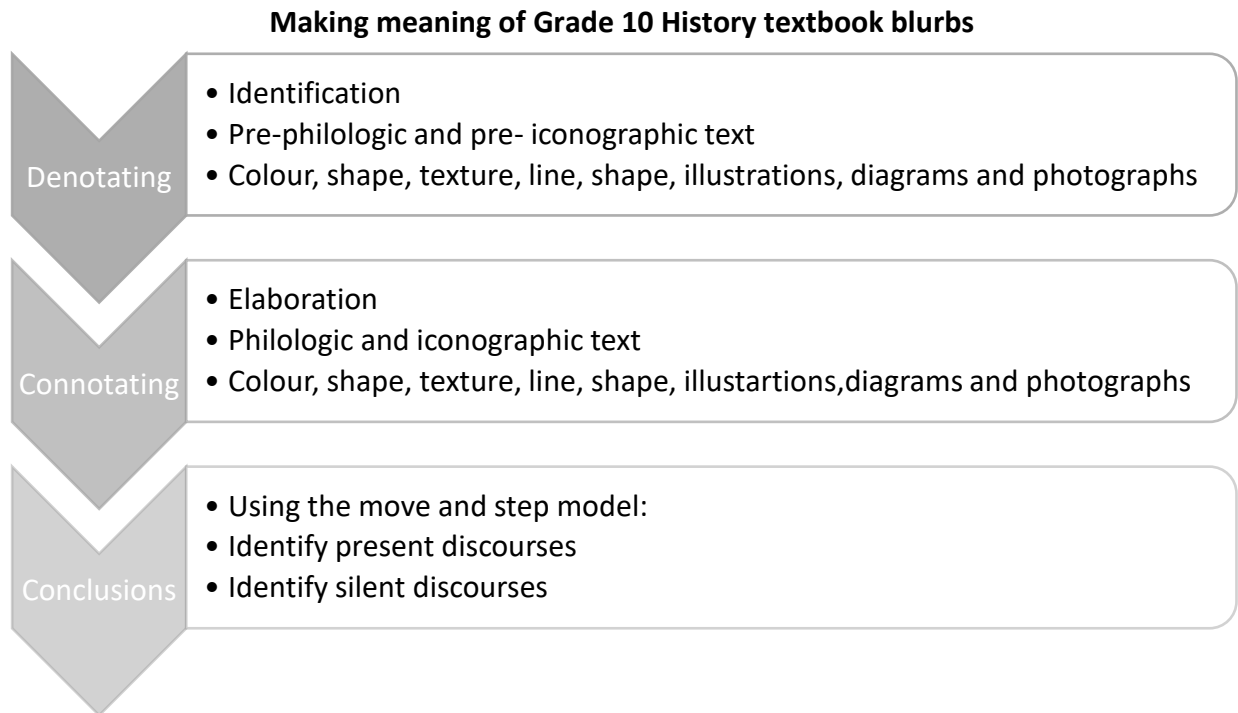 Making meaning of Grade 10 History textbook blurbs
Denotating
• Identification
• Pre-philologic and pre- iconographic text
• Colour, shape, texture, line, shape, illustrations, diagrams and photographs
Connotating
• Elaboration
• Philologic and iconographic text
• Colour, shape, texture, line, shape, illustartions,diagrams and photographs
Conclusions
• Using the move and step model:
• Identify present discourses
• Identify silent discourses